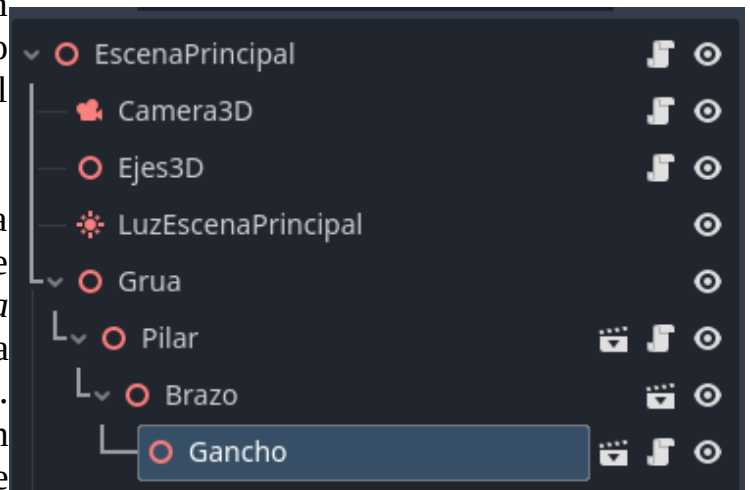 EscenaPrincipal
Camera3D
Ejes3D
LuzEscenaPrincipal
Grua
Pilar
Brazo
Gancho